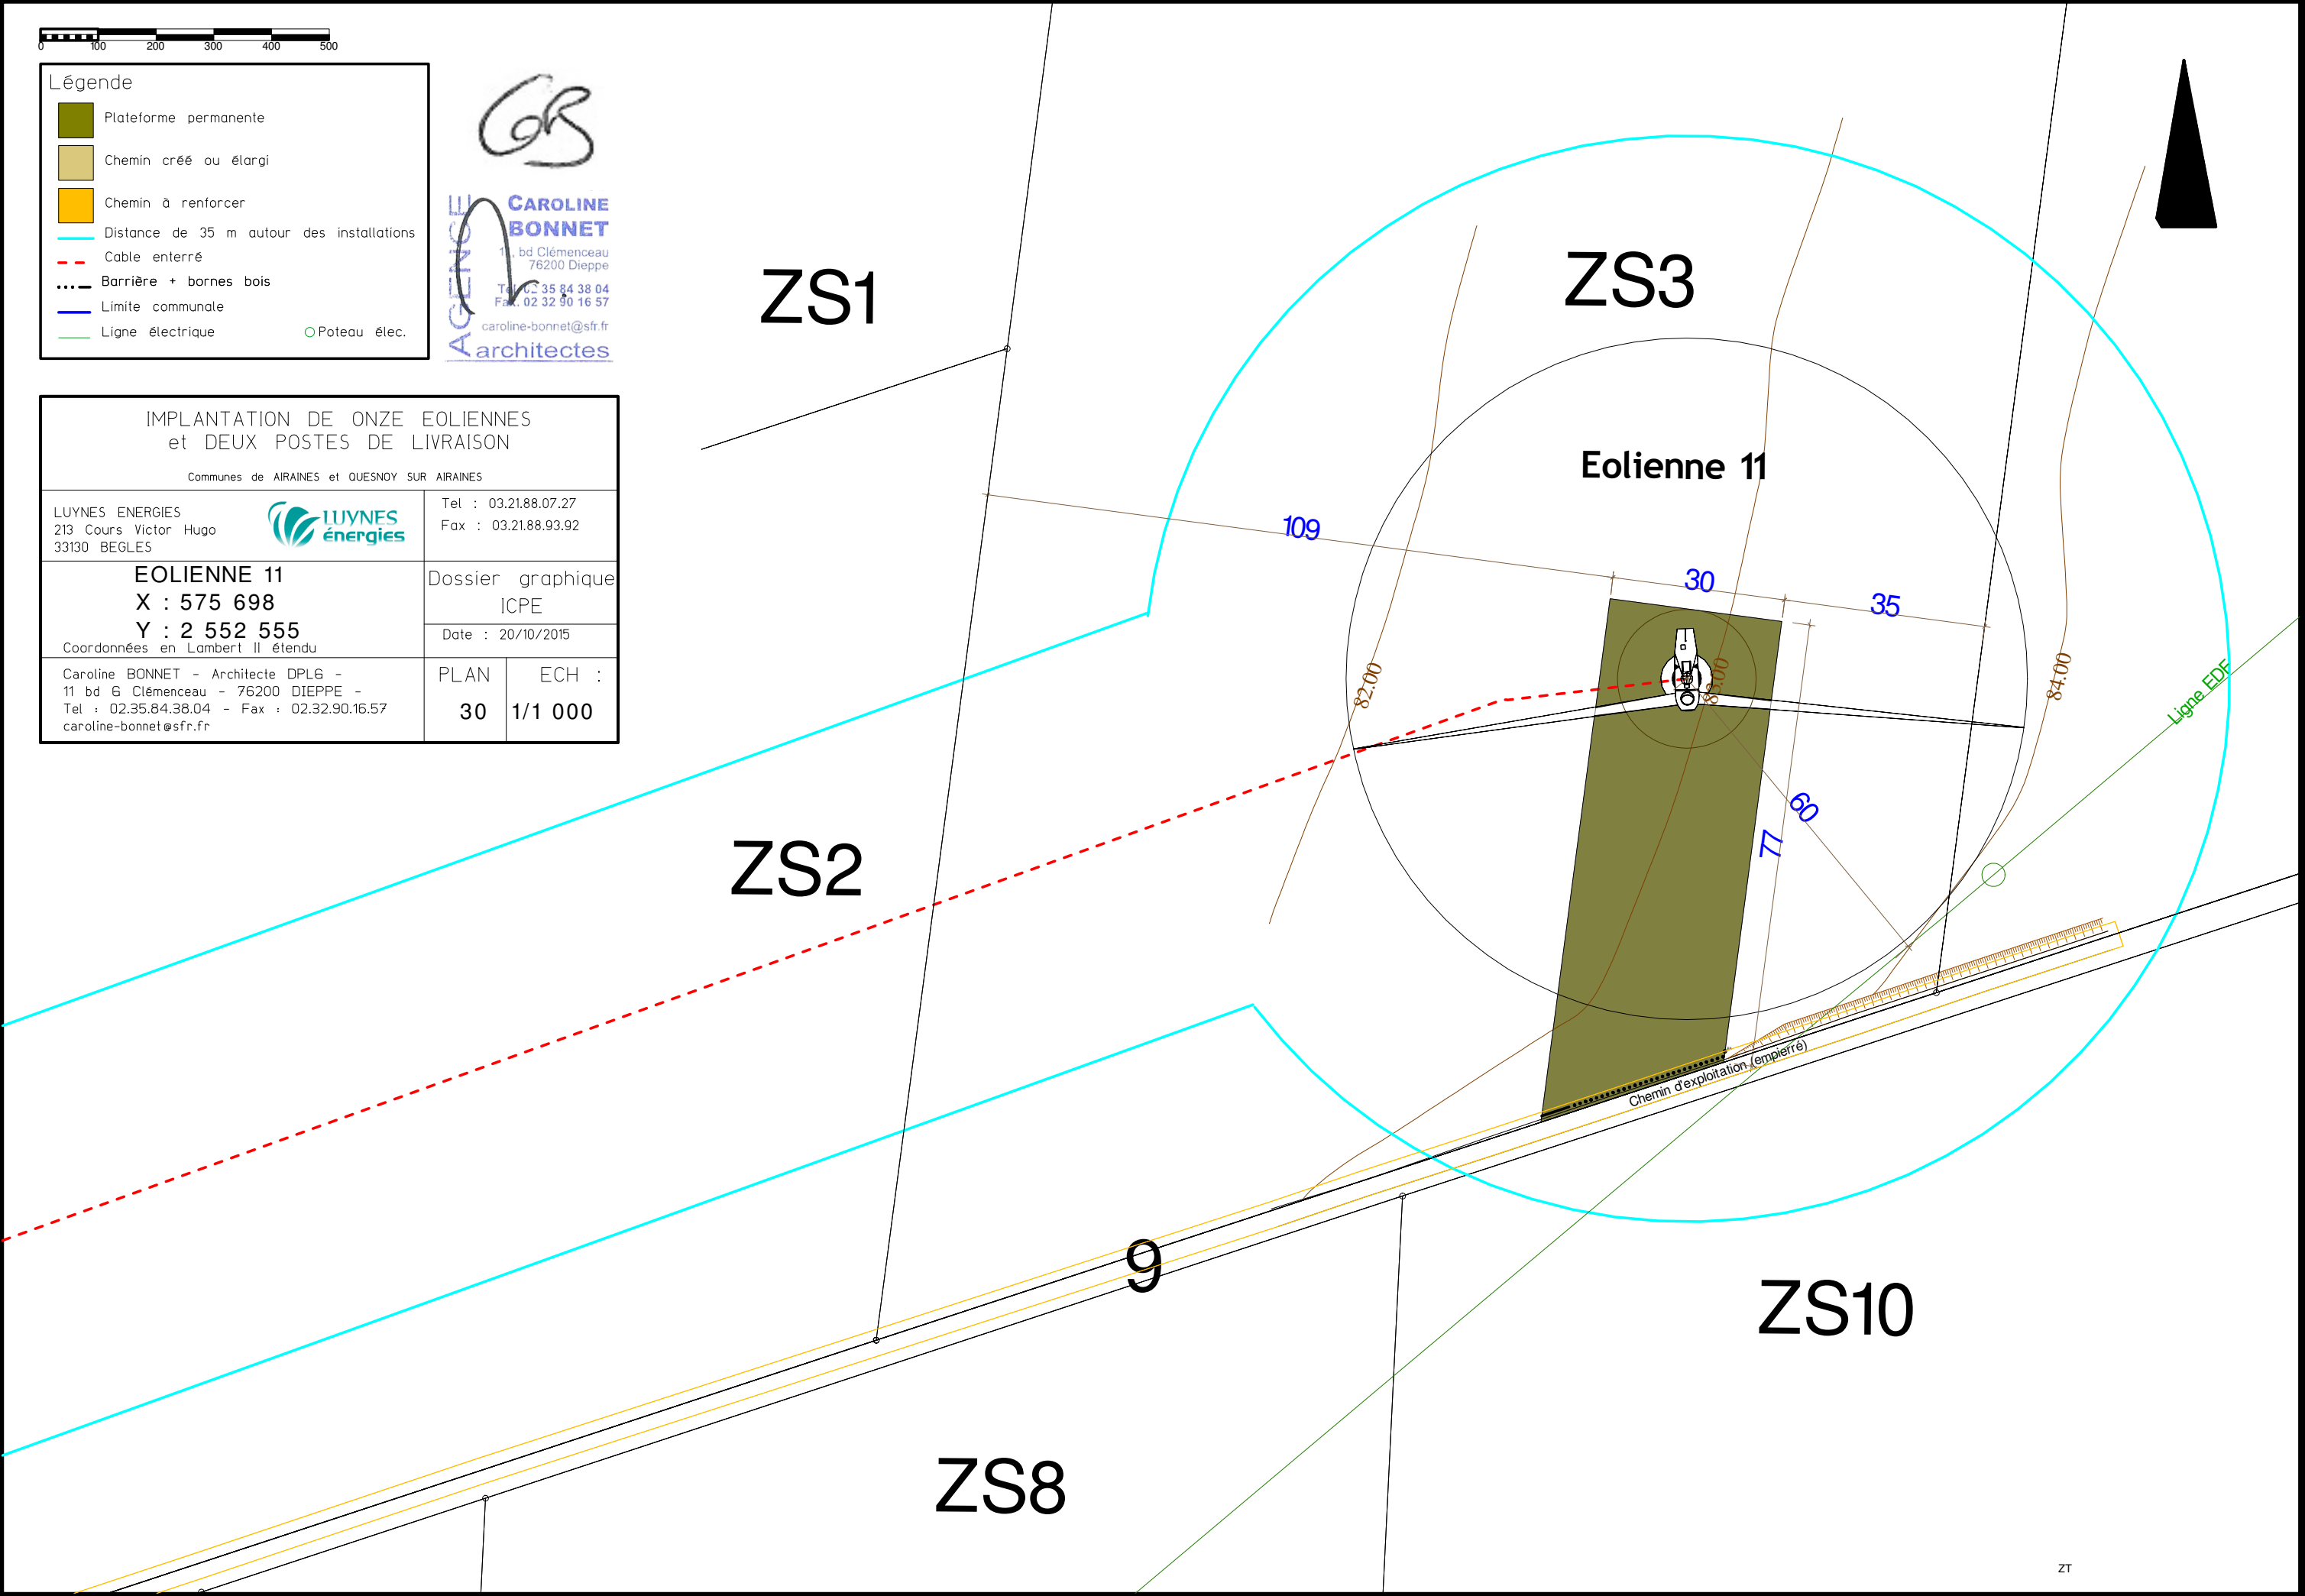 0 100 200 300 400 500
Légende
Plateforme permanente
Chemin créé ou élargi
Chemin à renforcer
Distance de 35 m autour des installations
Cable enterré
Barrière + bornes bois
Limite communale
Ligne électrique
Poteau élec.
AGENCE
CAROLINE
BONNET
bd Clémenceau
76200 Dieppe
Tel. 02 35 84 38 04
Fax. 02 32 90 16 57
caroline-bonnet@sfr.fr
architectes
IMPLANTATION DE ONZE EOLIENNES
et DEUX POSTES DE LIVRAISON
Communes de AIRAINES et QUESNOY SUR AIRAINES
LUYNES ENERGIES
213 Cours Victor Hugo
33130 BEGLES
LUYNES
énergies
Tel : 03.21.88.07.27
Fax : 03.21.88.93.92
EOLIENNE 11
X : 575 698
Y : 2 552 555
Coordonnées en Lambert II étendu
Dossier graphique
ICPE
Date : 20/10/2015
Caroline BONNET - Architecte DPLG -
11 bd G Clémenceau - 76200 DIEPPE -
Tel : 02.35.84.38.04 - Fax : 02.32.90.16.57
caroline-bonnet@sfr.fr
PLAN
30
ECH :
1/1 000
ZS1
ZS3
Eolienne 11
109
30
35
82.00
83.00
84.00
Ligne EDF
60
77
ZS2
Chemin d'exploitation (empierré)
9
ZS10
ZS8
ZT